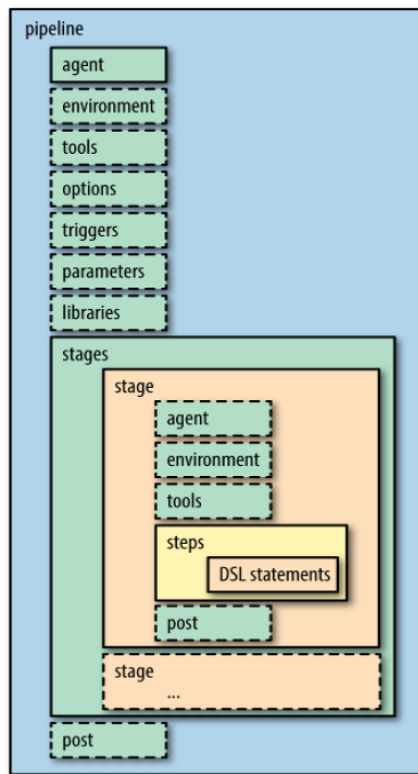 pipeline
agent
environment
tools
options
triggers
parameters
libraries
stages
stage
agent
environment
tools
steps
DSL statements
post
stage
...
post